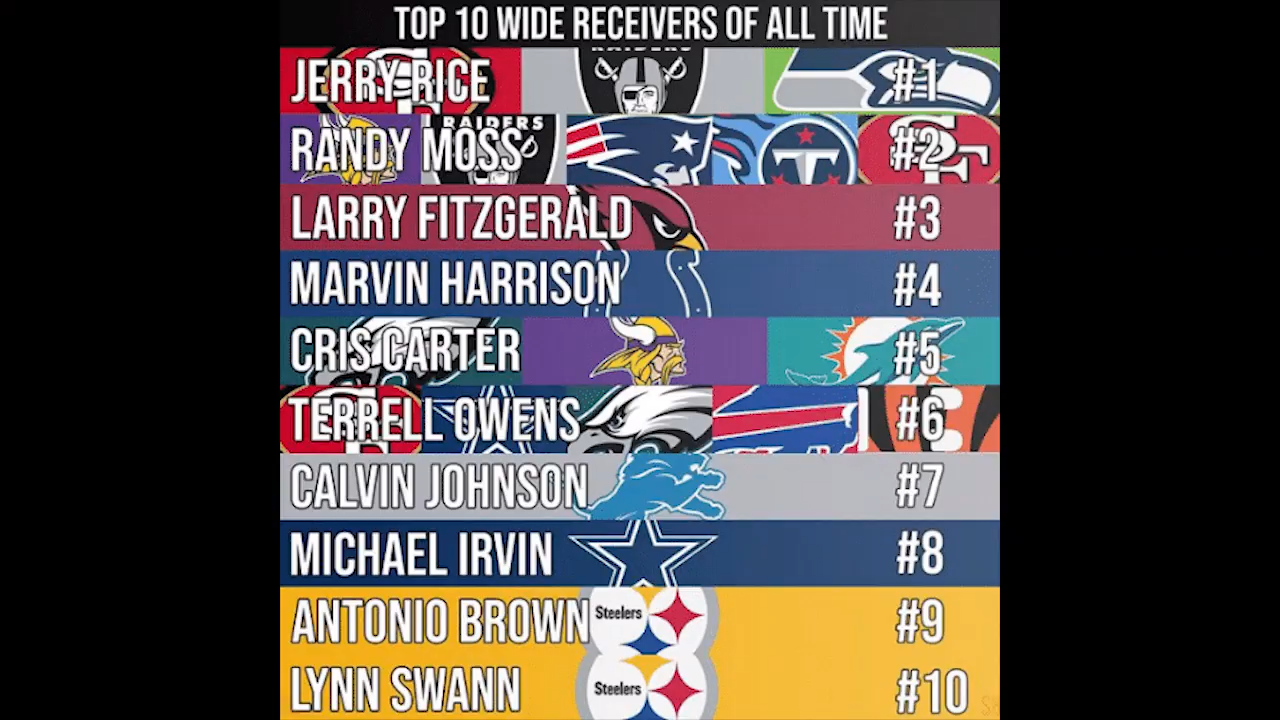 TOP 10 WIDE RECEIVERS OF ALL TIME
RAIDERS
JERRY RICE #1
RAIDERS
RANDY MOSS #2
LARRY FITZGERALD #3
MARVIN HARRISON #4
CRIS CARTER #5
TERRELL OWENS #6
CALVIN JOHNSON #7
MICHAEL IRVIN #8
ANTONIO BROWN Steelers #9
LYNN SWANN Steelers #10